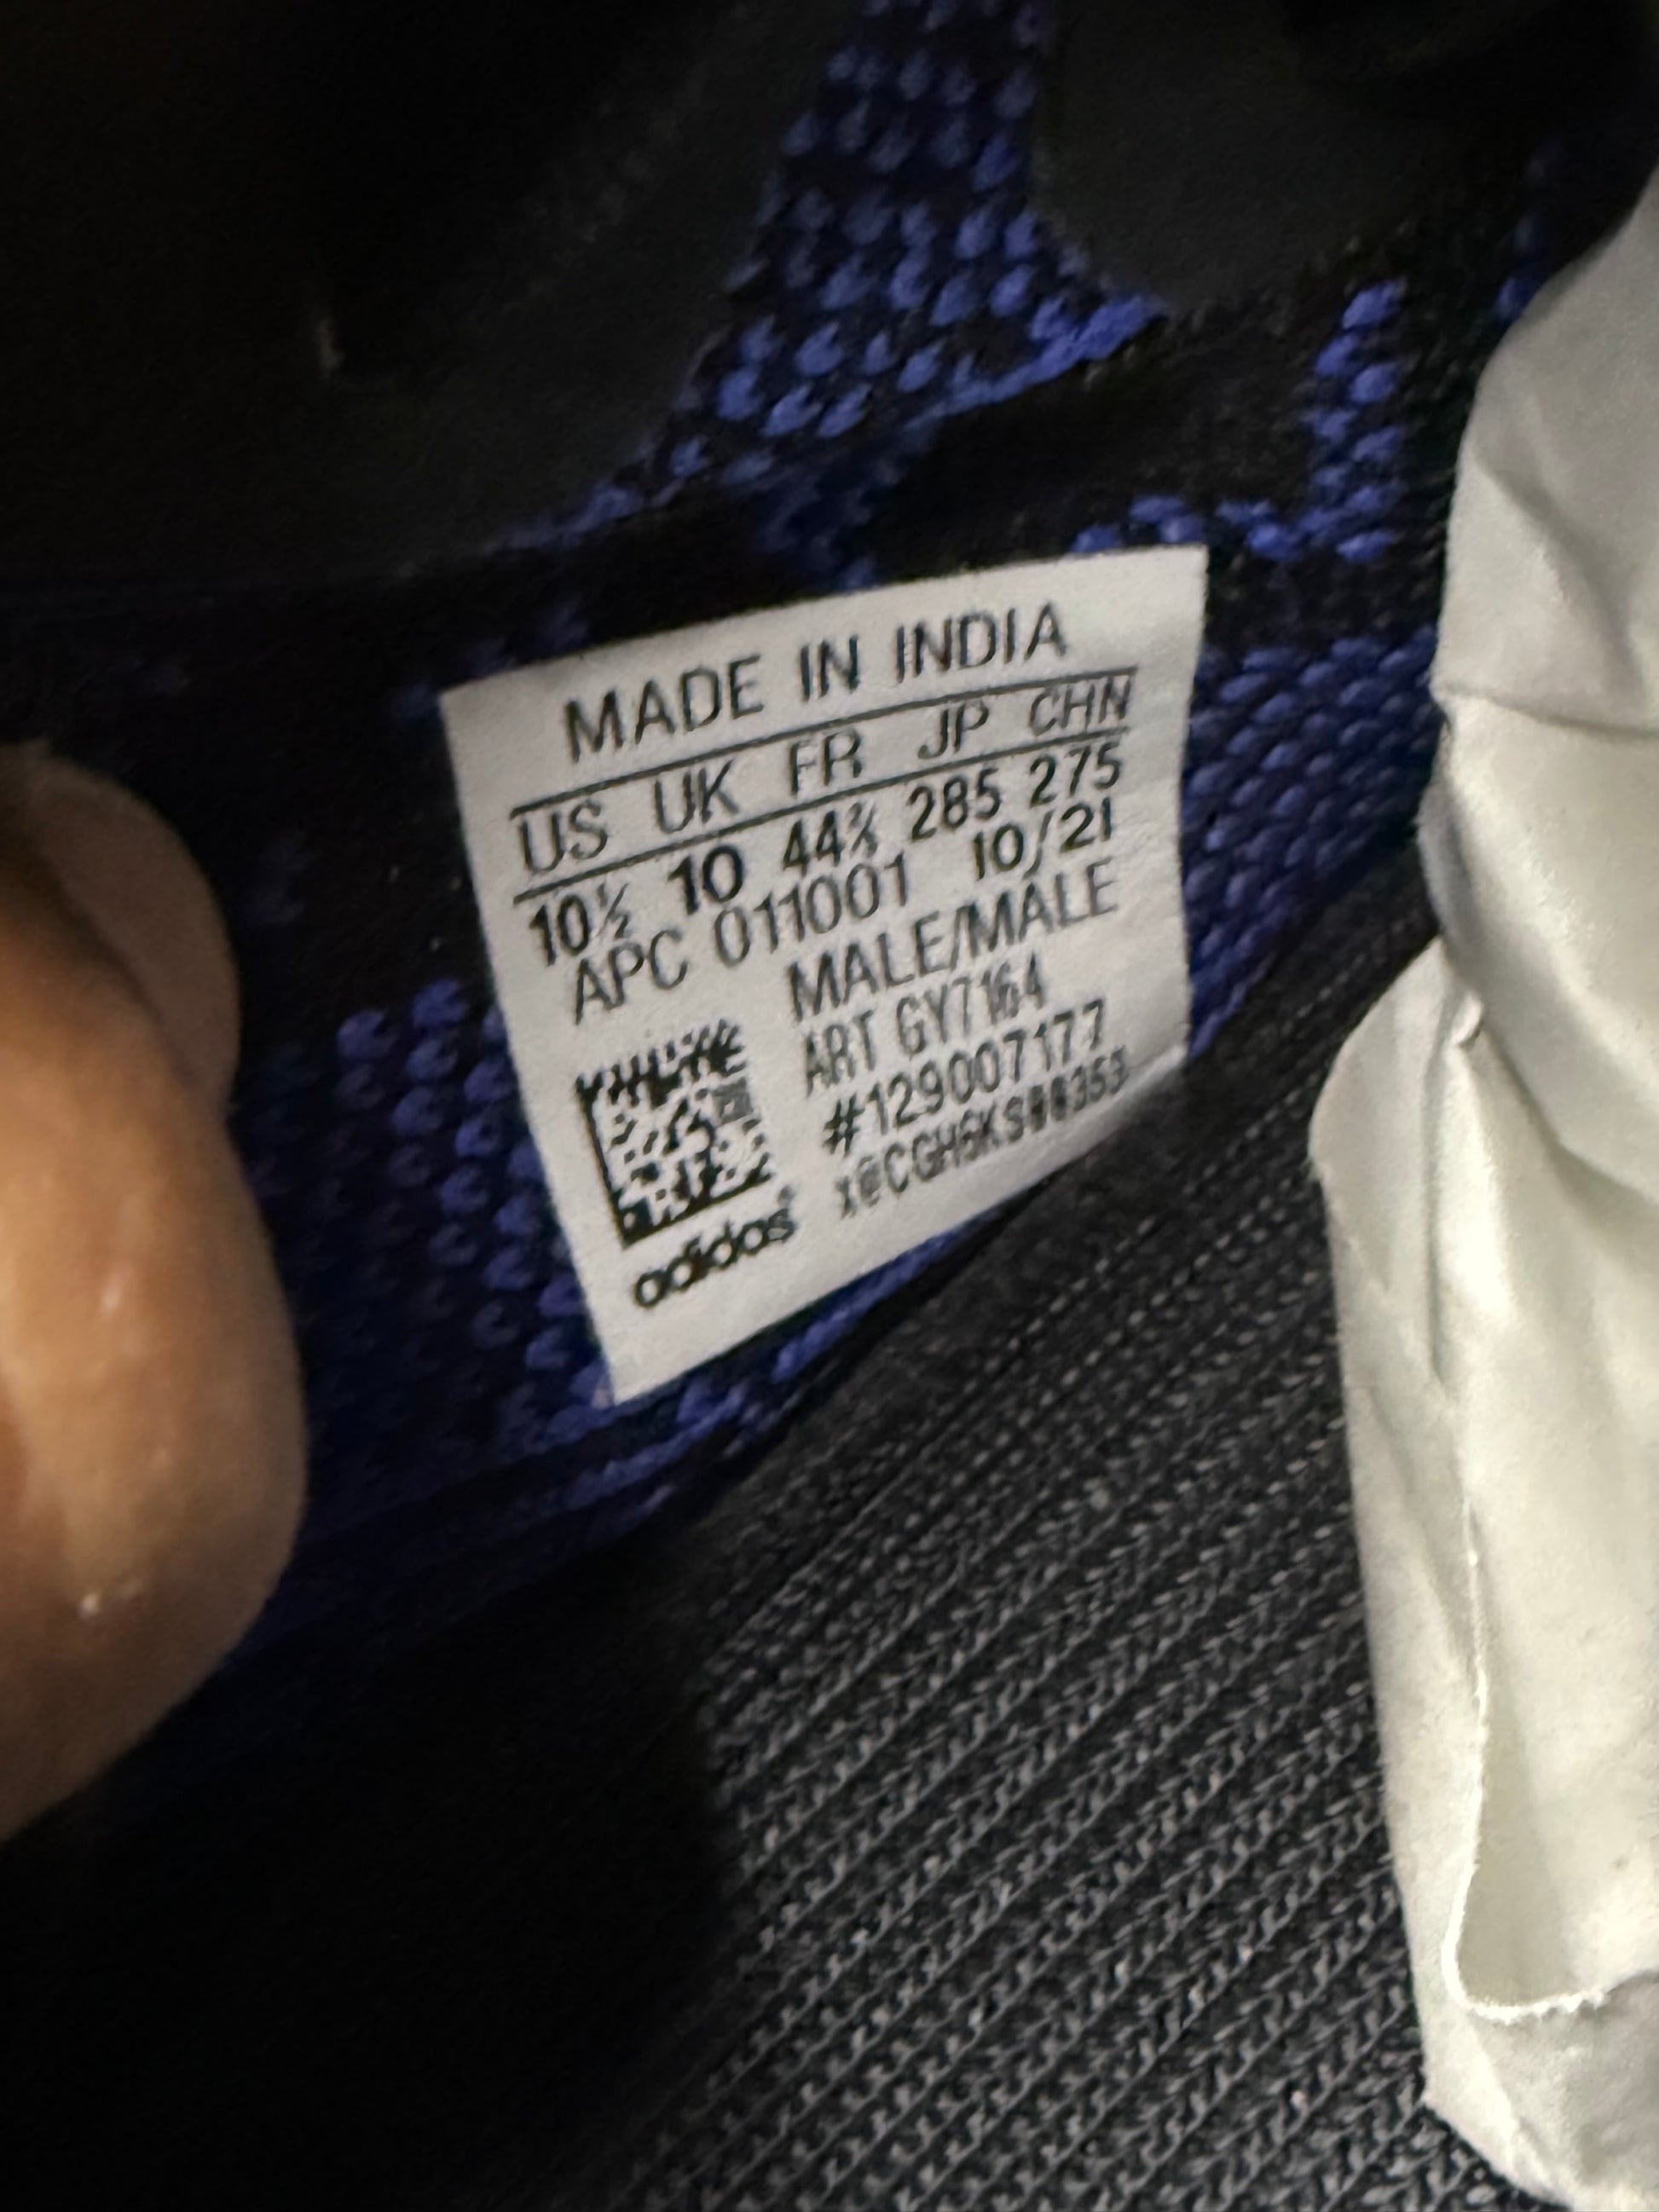 MADE IN INDIA
US UK FR JP CHN
10½ 10 44⅔ 285 275
APC 011001 10/21
MALE/MALE
ART GY7164
#129007177
adidas